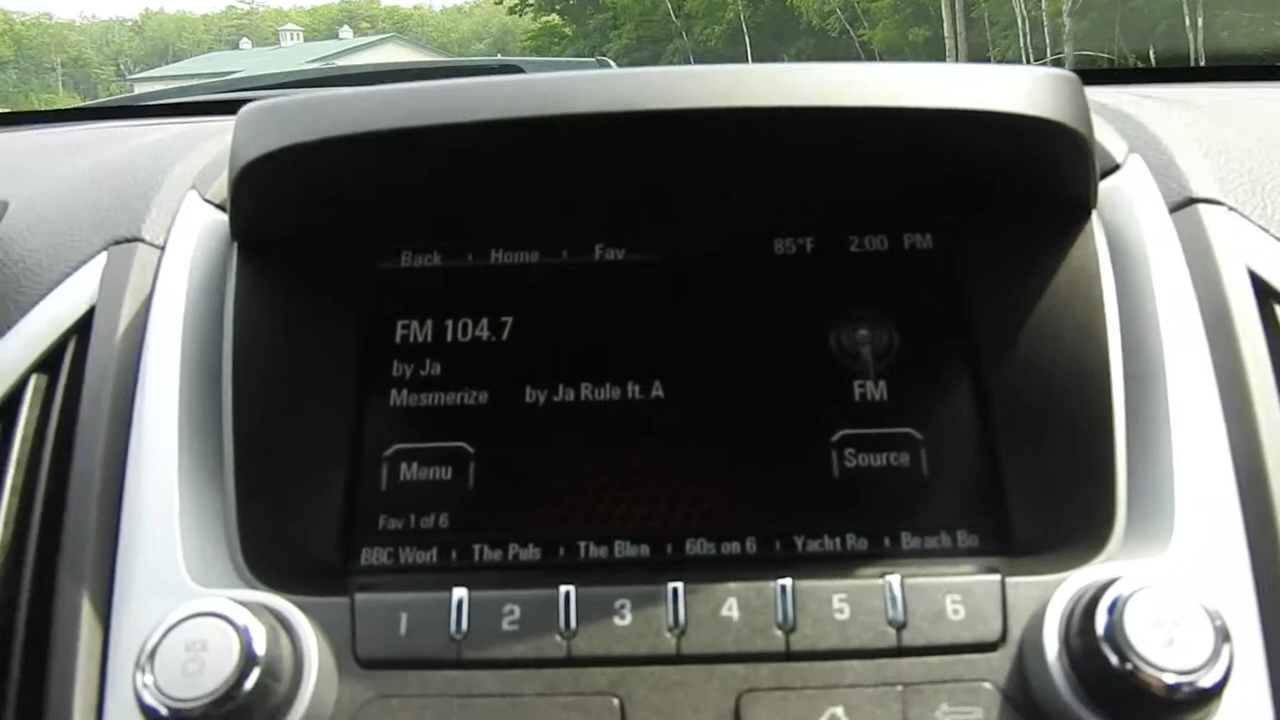 Back Home Fav 85°F 2:00 PM
FM 104.7
by Ja
Mesmerize by Ja Rule ft. A
FM
Menu
Source
Fav 1 of 6
BBC Worl The Puls The Blen 60s on 6 Yacht Ro Beach Bo
1 2 3 4 5 6